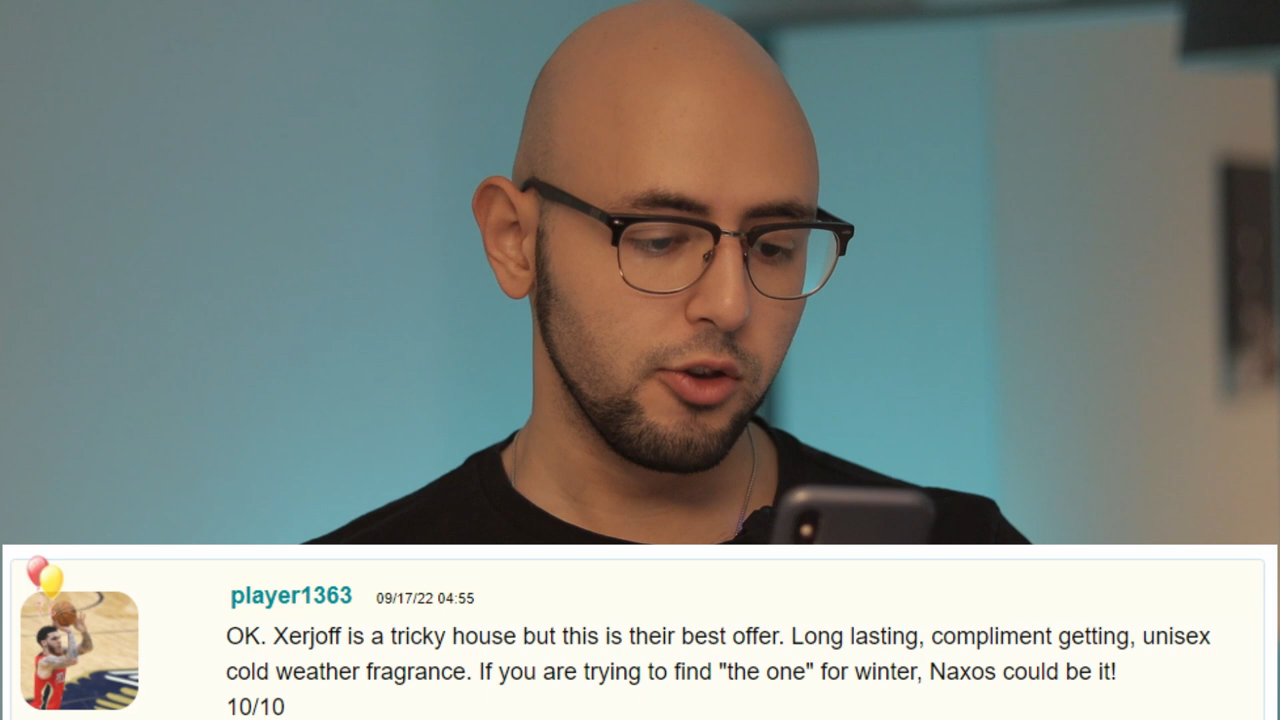 player1363 09/17/22 04:55
OK. Xerjoff is a tricky house but this is their best offer. Long lasting, compliment getting, unisex
cold weather fragrance. If you are trying to find "the one" for winter, Naxos could be it!
10/10